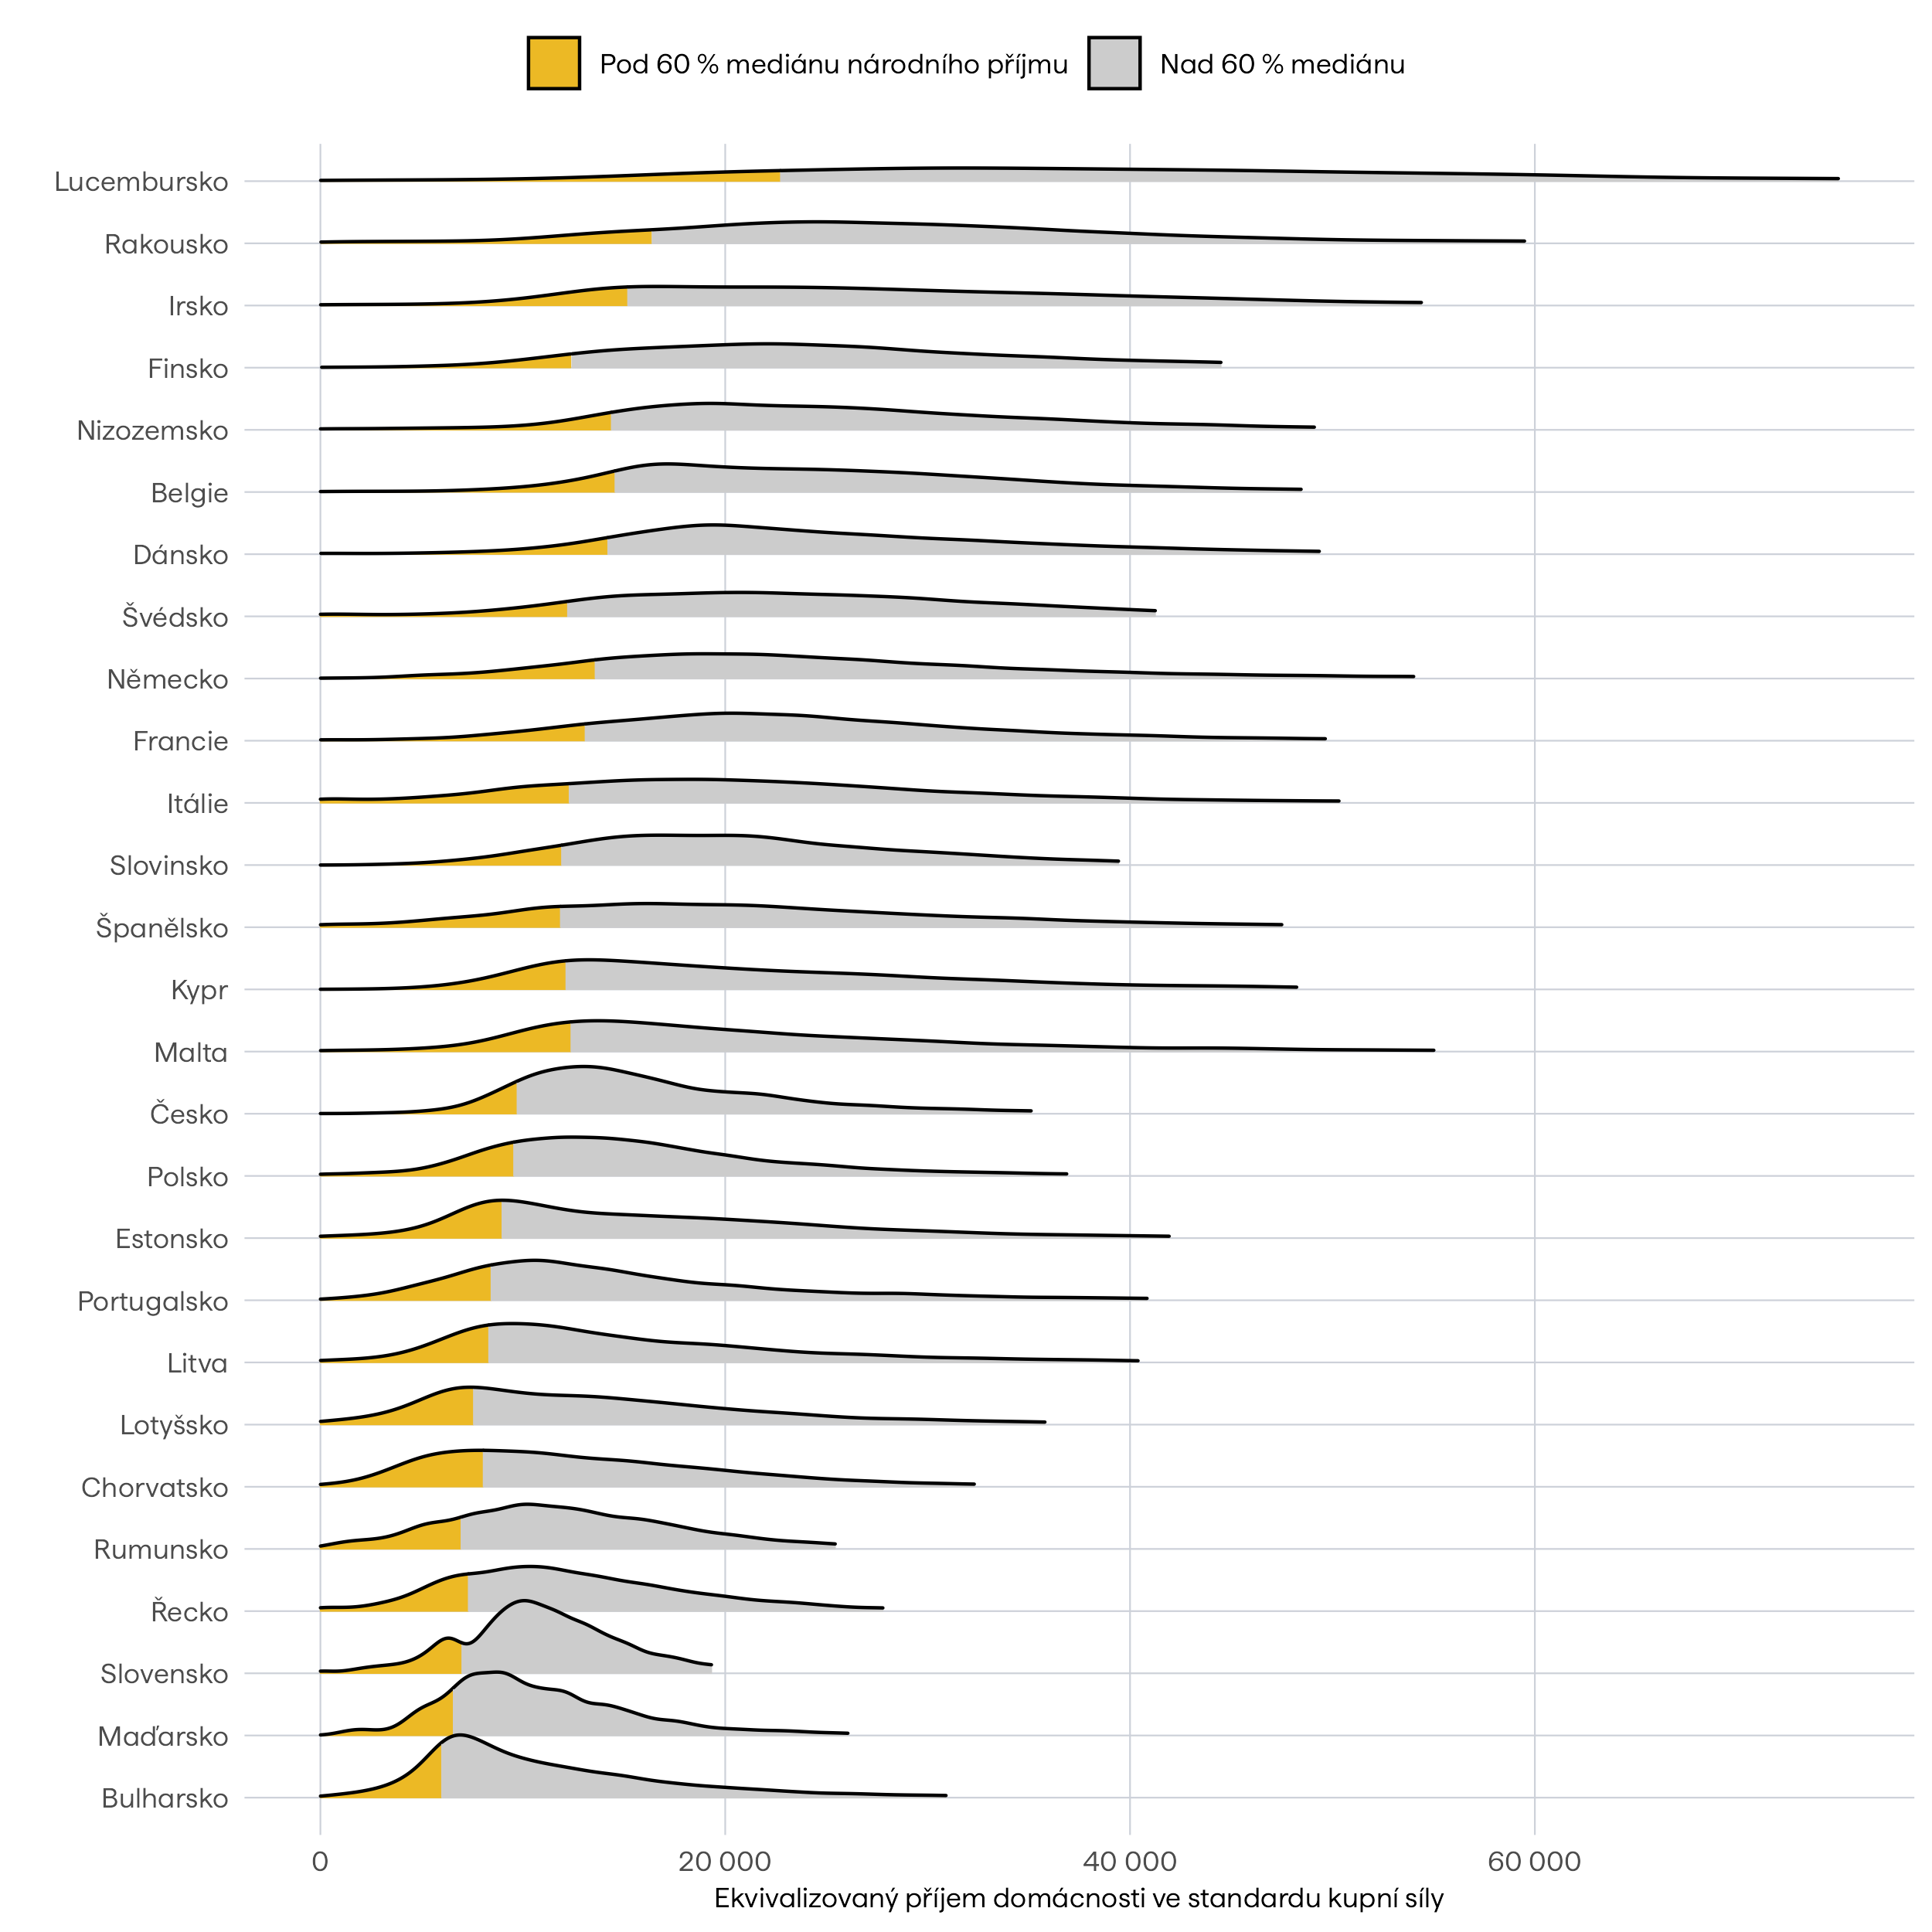 Pod 60 % mediánu národního příjmu
Nad 60 % mediánu
Lucembursko
Rakousko
Irsko
Finsko
Nizozemsko
Belgie
Dánsko
Švédsko
Německo
Francie
Itálie
Slovinsko
Španělsko
Kypr
Malta
Česko
Polsko
Estonsko
Portugalsko
Litva
Lotyšsko
Chorvatsko
Rumunsko
Řecko
Slovensko
Maďarsko
Bulharsko
0
20 000
40 000
60 000
Ekvivalizovaný příjem domácnosti ve standardu kupní síly